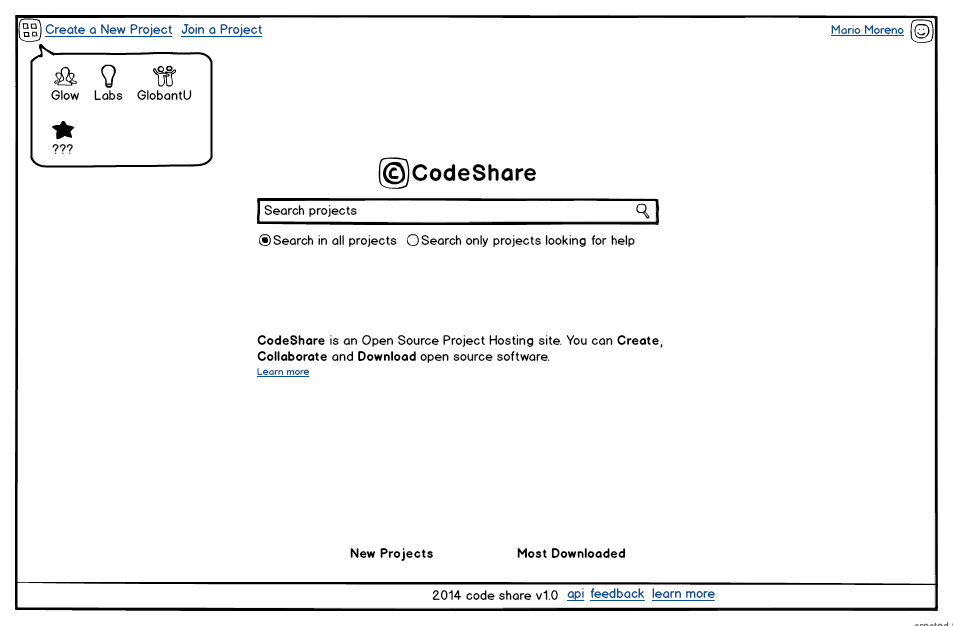 Create a New Project Join a Project Mario Moreno
Glow Labs GlobantU
???
©CodeShare
Search projects
Search in all projects Search only projects looking for help
CodeShare is an Open Source Project Hosting site. You can Create,
Collaborate and Download open source software.
Learn more
New Projects Most Downloaded
2014 code share v1.0 api feedback learn more